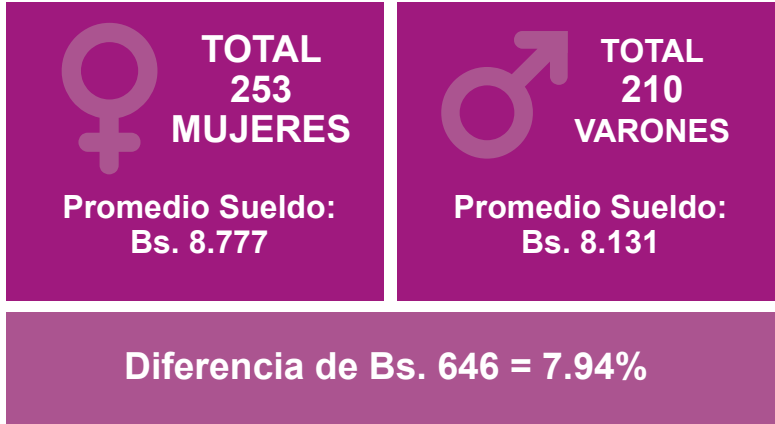 TOTAL
253
MUJERES
Promedio Sueldo:
Bs. 8.777
TOTAL
210
VARONES
Promedio Sueldo:
Bs. 8.131
Diferencia de Bs. 646 = 7.94%